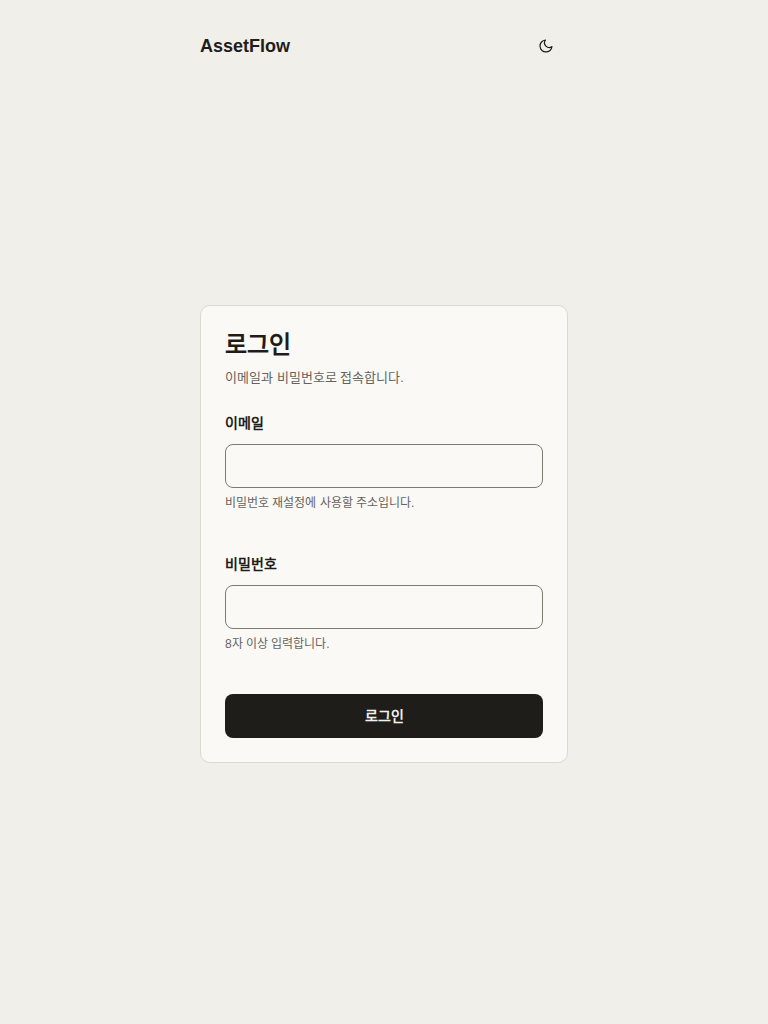 AssetFlow
로그인
이메일과 비밀번호로 접속합니다.
이메일
비밀번호 재설정에 사용할 주소입니다.
비밀번호
8자 이상 입력합니다.
로그인